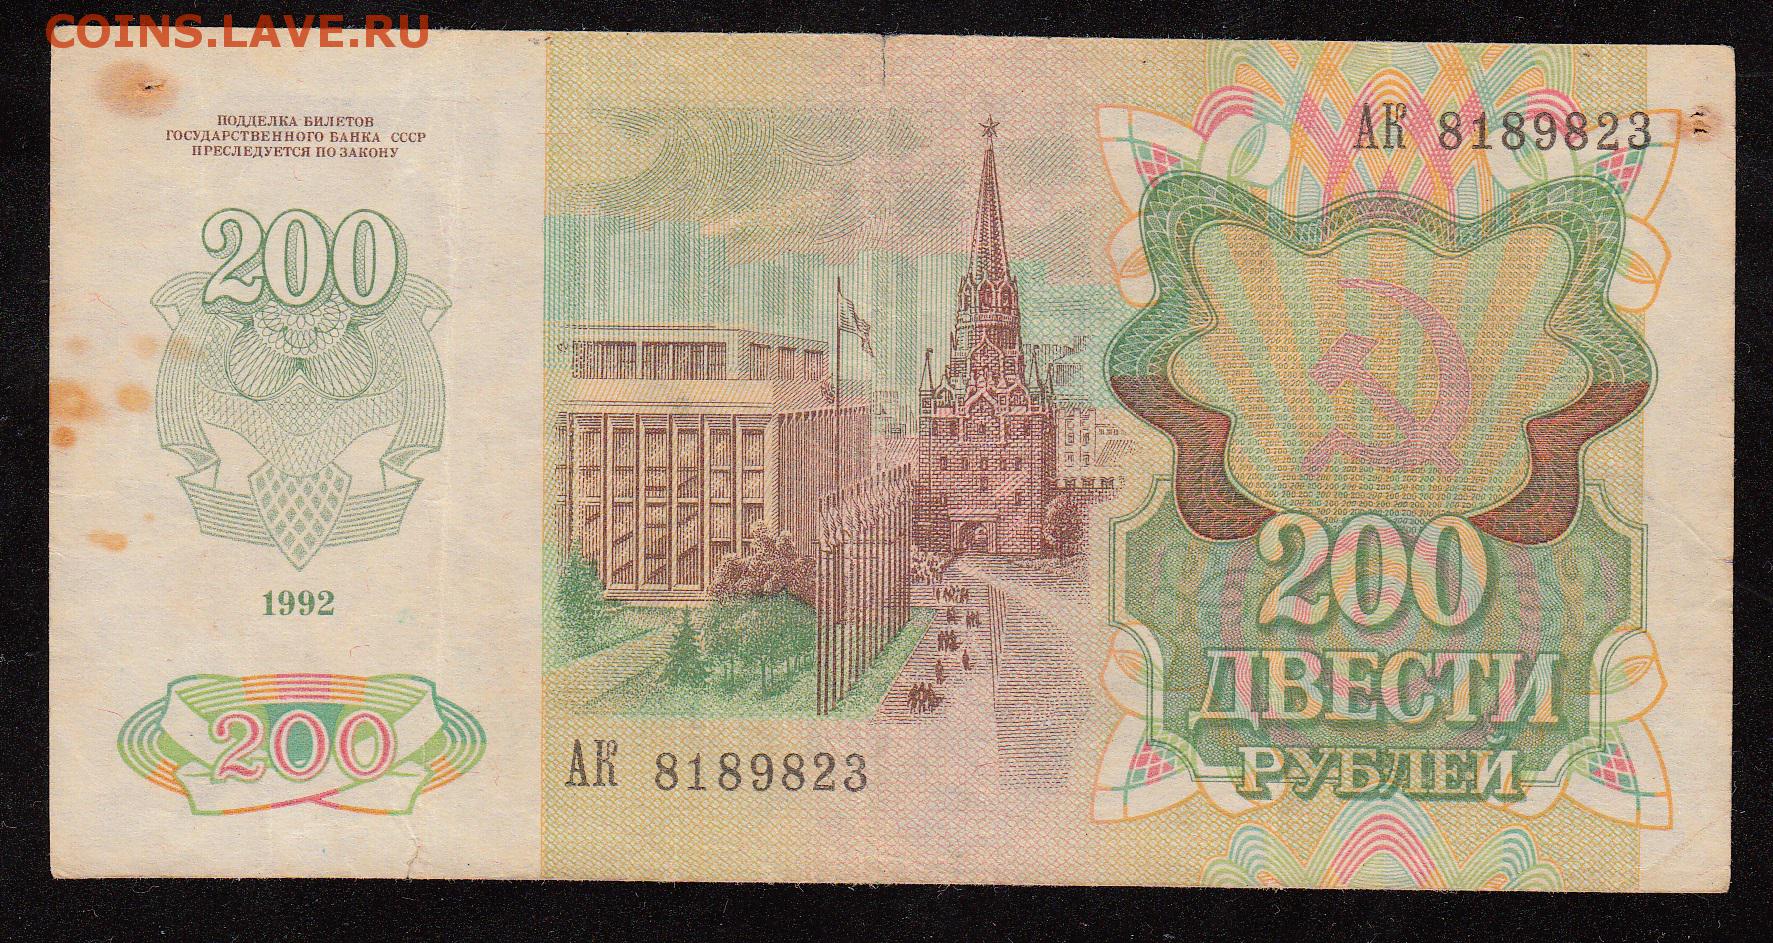 COINS.LAVE.RU
ПОДДЕЛКА БИЛЕТОВ
ГОСУДАРСТВЕННОГО БАНКА СССР
ПРЕСЛЕДУЕТСЯ ПО ЗАКОНУ
АК 8189823
200
1992
200
АК 8189823
200
ДВЕСТИ
РУБЛЕЙ